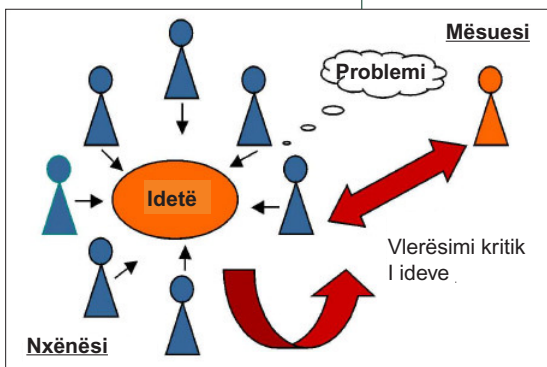 Mësuesi
Problemi
Idetë
Vlerësimi kritik
I ideve
Nxënësi